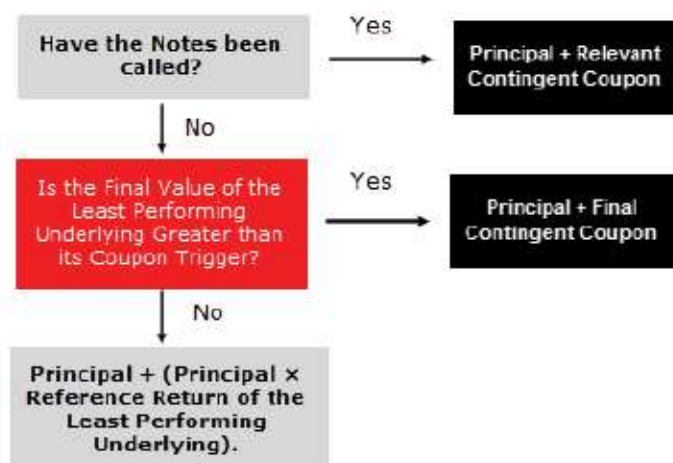 Have the Notes been
called?
Yes
Principal + Relevant
Contingent Coupon
No
Is the Final Value of the
Least Performing
Underlying Greater than
its Coupon Trigger?
Yes
Principal + Final
Contingent Coupon
No
Principal + (Principal ×
Reference Return of the
Least Performing
Underlying).